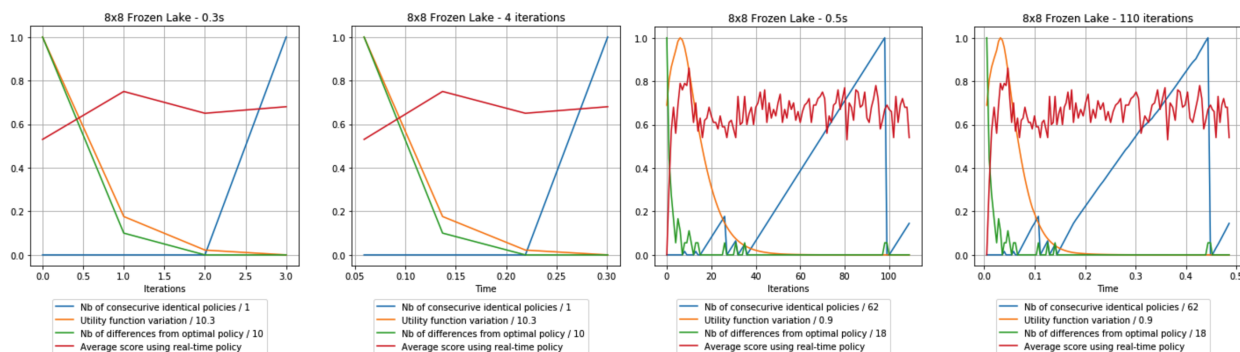 8x8 Frozen Lake - 0.3s
1.0
0.8
0.6
0.4
0.2
0.0
0.0 0.5 1.0 1.5 2.0 2.5 3.0
Iterations
Nb of consecurive identical policies / 1
Utility function variation / 10.3
Nb of differences from optimal policy / 10
Average score using real-time policy
8x8 Frozen Lake - 4 iterations
1.0
0.8
0.6
0.4
0.2
0.0
0.05 0.10 0.15 0.20 0.25 0.30
Time
Nb of consecurive identical policies / 1
Utility function variation / 10.3
Nb of differences from optimal policy / 10
Average score using real-time policy
8x8 Frozen Lake - 0.5s
1.0
0.8
0.6
0.4
0.2
0.0
0 20 40 60 80 100
Iterations
Nb of consecurive identical policies / 62
Utility function variation / 0.9
Nb of differences from optimal policy / 18
Average score using real-time policy
8x8 Frozen Lake - 110 iterations
1.0
0.8
0.6
0.4
0.2
0.0
0.0 0.1 0.2 0.3 0.4 0.5
Time
Nb of consecurive identical policies / 62
Utility function variation / 0.9
Nb of differences from optimal policy / 18
Average score using real-time policy